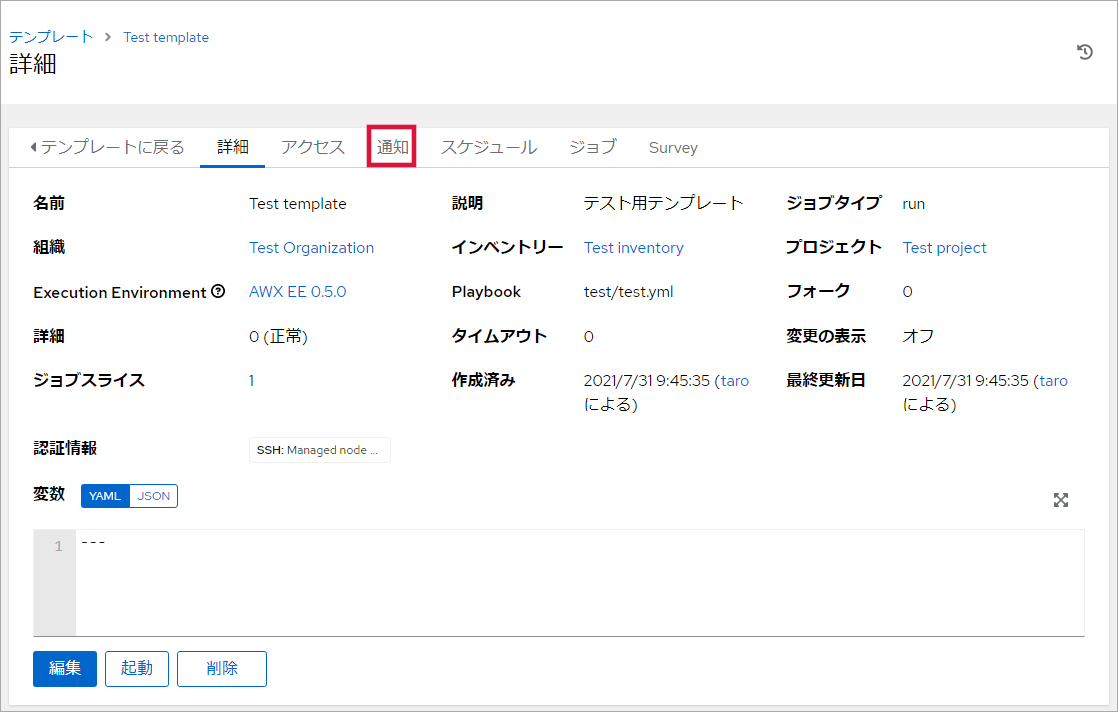 テンプレート > Test template
詳細
テンプレートに戻る 詳細 アクセス 通知 スケジュール ジョブ Survey
名前 Test template 説明 テスト用テンプレート ジョブタイプ run
組織 Test Organization インベントリー Test inventory プロジェクト Test project
Execution Environment AWX EE 0.5.0 Playbook test/test.yml フォーク 0
詳細 0 (正常) タイムアウト 0 変更の表示 オフ
ジョブスライス 1 作成済み 2021/7/31 9:45:35 (taro 最終更新日 2021/7/31 9:45:35 (taro
による) による)
認証情報 SSH: Managed node ...
変数 YAML JSON
1 ---
編集 起動 削除